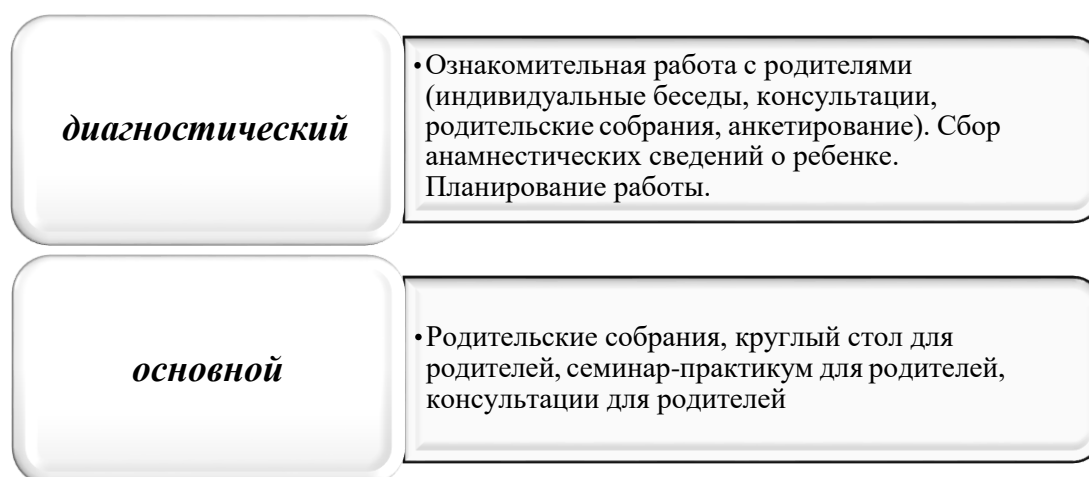 диагностический
•Ознакомительная работа с родителями
(индивидуальные беседы, консультации,
родительские собрания, анкетирование). Сбор
анамнестических сведений о ребенке.
Планирование работы.
основной
•Родительские собрания, круглый стол для
родителей, семинар-практикум для родителей,
консультации для родителей